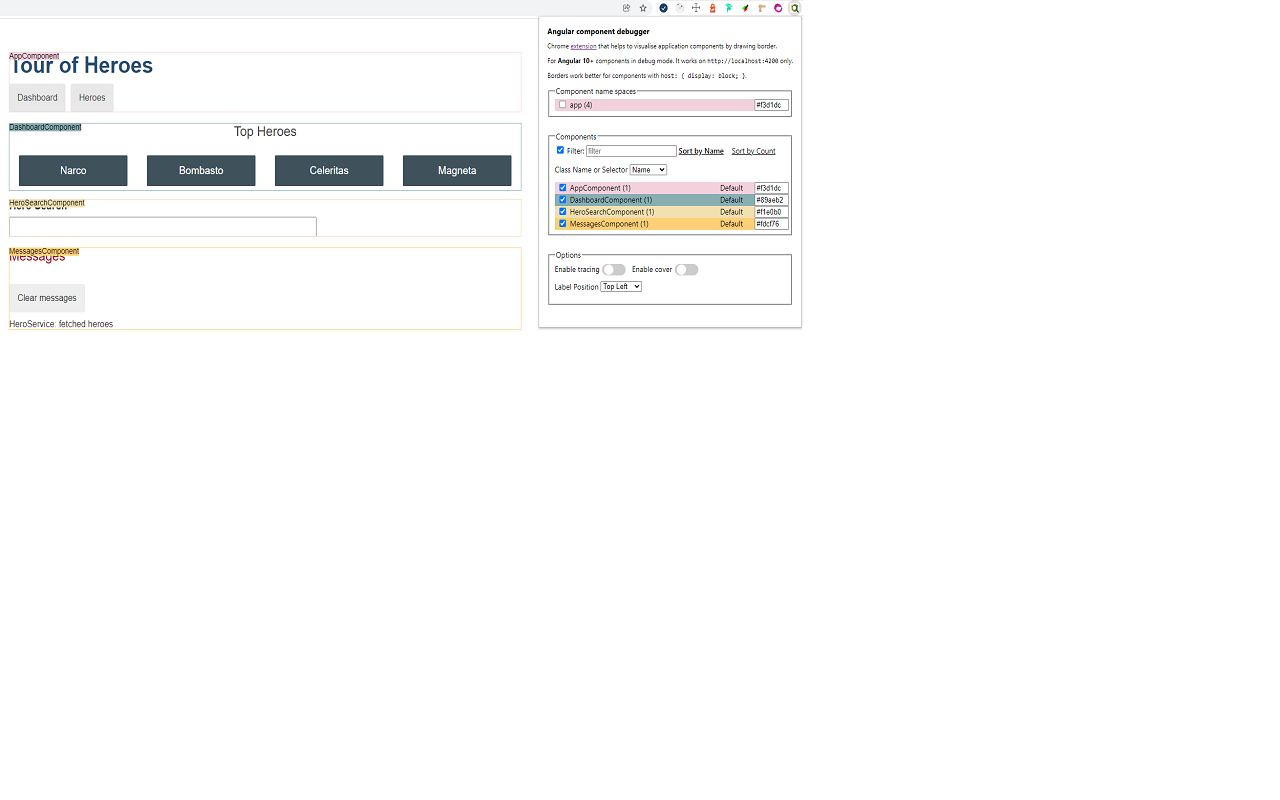 AppComponent
Tour of Heroes
Dashboard
Heroes
DashboardComponent
Top Heroes
Narco
Bombasto
Celeritas
Magneta
HeroSearchComponent
Hero Search
MessagesComponent
Messages
Clear messages
HeroService: fetched heroes
Angular component debugger
Chrome extension that helps to visualise application components by drawing border.
For Angular 10+ components in debug mode. It works on http://localhost:4200 only.
Borders work better for components with host: { display: block; }.
Component name spaces
app (4) #f3d1dc
Components
Filter: filter Sort by Name Sort by Count
Class Name or Selector Name
AppComponent (1) Default #f3d1dc
DashboardComponent (1) Default #89aeb2
HeroSearchComponent (1) Default #f1e0b0
MessagesComponent (1) Default #fdcf76
Options
Enable tracing Enable cover
Label Position Top Left